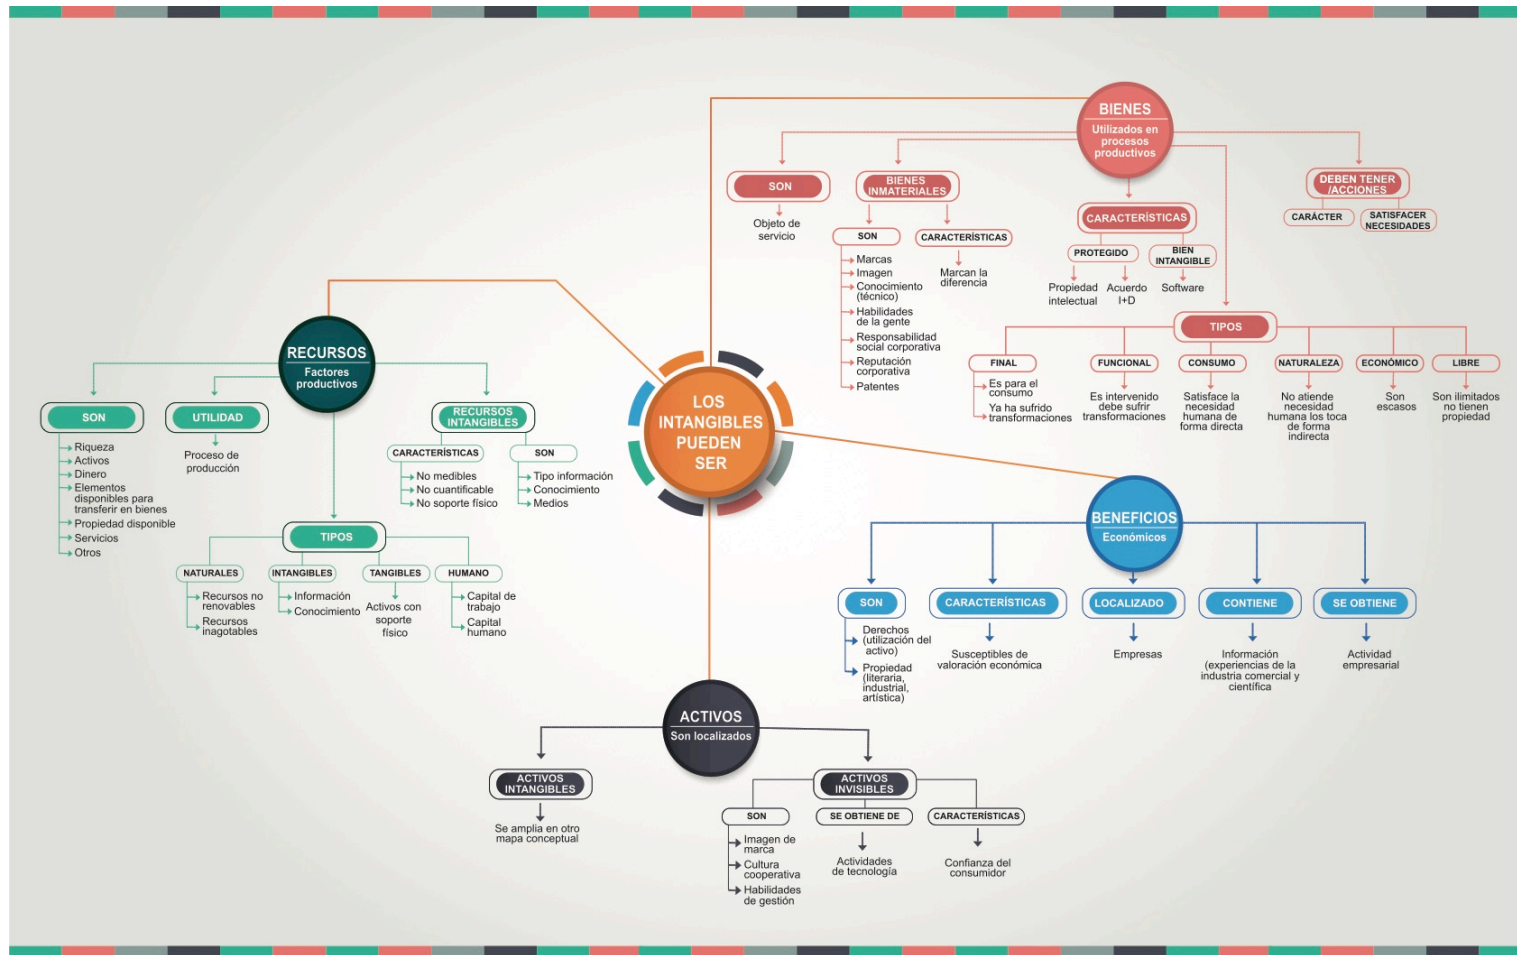 LOS
INTANGIBLES
PUEDEN
SER
BIENES
Utilizados en
procesos
productivos
SON
Objeto de
servicio
BIENES
INMATERIALES
SON
Marcas
Imagen
Conocimiento
(técnico)
Habilidades
de la gente
Responsabilidad
social corporativa
Reputación
corporativa
Patentes
CARACTERÍSTICAS
Marcan la
diferencia
CARACTERÍSTICAS
PROTEGIDO
Propiedad
intelectual
Acuerdo
I+D
BIEN
INTANGIBLE
Software
DEBEN TENER
/ACCIONES
CARÁCTER
SATISFACER
NECESIDADES
TIPOS
FINAL
Es para el
consumo
Ya ha sufrido
transformaciones
FUNCIONAL
Es intervenido
debe sufrir
transformaciones
CONSUMO
Satisface la
necesidad
humana de
forma directa
NATURALEZA
No atiende
necesidad
humana los toca
de forma
indirecta
ECONÓMICO
Son
escasos
LIBRE
Son ilimitados
no tienen
propiedad
RECURSOS
Factores
productivos
SON
Riqueza
Activos
Dinero
Elementos
disponibles para
transferir en bienes
Propiedad disponible
Servicios
Otros
UTILIDAD
Proceso de
producción
RECURSOS
INTANGIBLES
CARACTERÍSTICAS
No medibles
No cuantificable
No soporte físico
SON
Tipo información
Conocimiento
Medios
TIPOS
NATURALES
Recursos no
renovables
Recursos
inagotables
INTANGIBLES
Información
Conocimiento
TANGIBLES
Activos con
soporte
físico
HUMANO
Capital de
trabajo
Capital
humano
BENEFICIOS
Económicos
SON
Derechos
(utilización del
activo)
Propiedad
(literaria,
industrial,
artística)
CARACTERÍSTICAS
Susceptibles de
valoración económica
LOCALIZADO
Empresas
CONTIENE
Información
(experiencias de la
industria comercial y
científica
SE OBTIENE
Actividad
empresarial
ACTIVOS
Son localizados
ACTIVOS
INTANGIBLES
Se amplia en otro
mapa conceptual
ACTIVOS
INVISIBLES
SON
Imagen de
marca
Cultura
cooperativa
Habilidades
de gestión
SE OBTIENE DE
Actividades
de tecnología
CARACTERÍSTICAS
Confianza del
consumidor